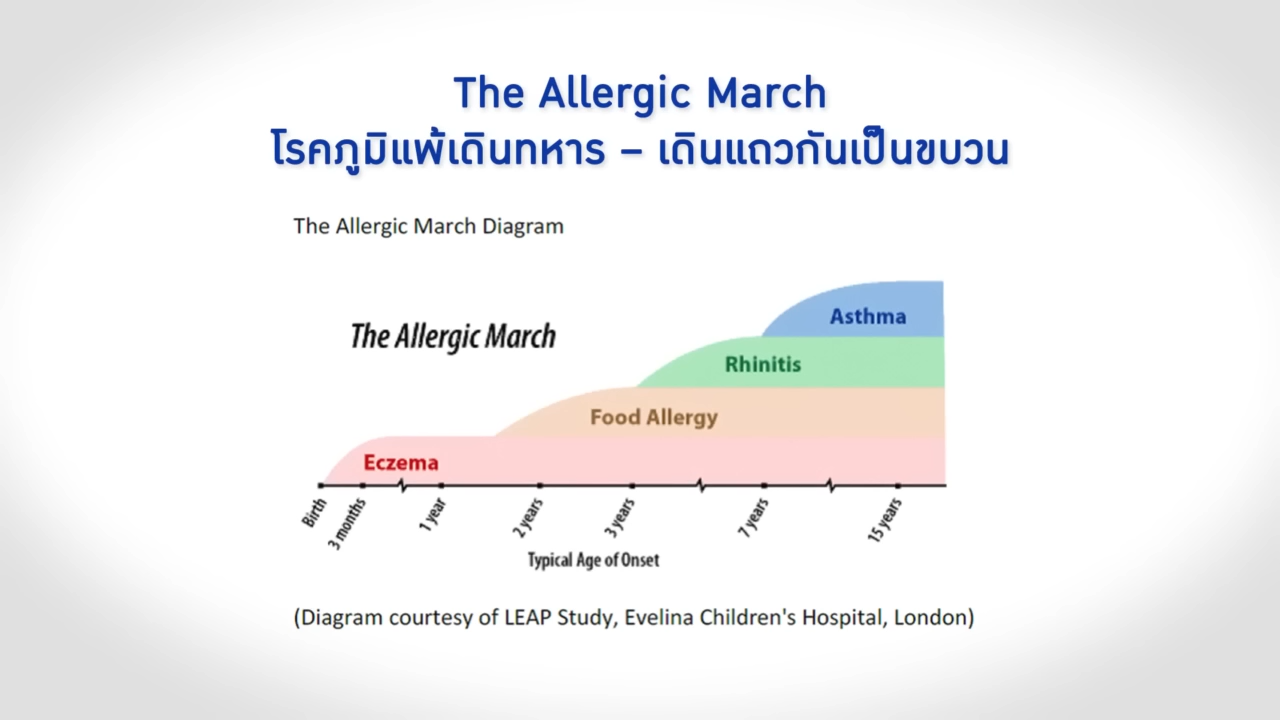 The Allergic March
โรคภูมิแพ้เดินทหาร – เดินแถวกันเป็นขบวน
The Allergic March Diagram
The Allergic March
Asthma
Rhinitis
Food Allergy
Eczema
Birth
3 months
1 year
2 years
3 years
7 years
15 years
Typical Age of Onset
(Diagram courtesy of LEAP Study, Evelina Children's Hospital, London)